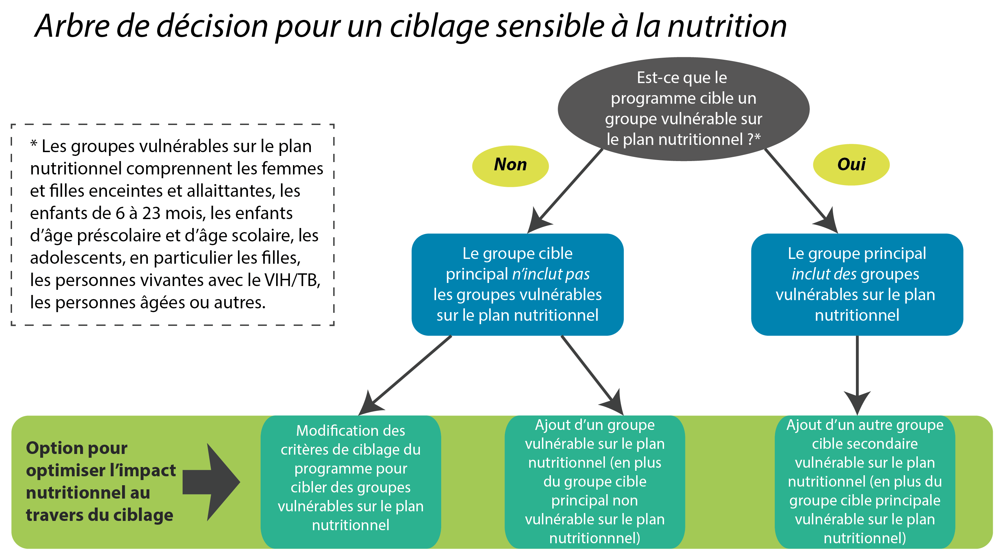 Arbre de décision pour un ciblage sensible à la nutrition
Est-ce que le
programme cible un
groupe vulnérable sur
le plan nutritionnel ?*
Non
Oui
* Les groupes vulnérables sur le plan
nutritionnel comprennent les femmes
et filles enceintes et allaittantes, les
enfants de 6 à 23 mois, les enfants
d’âge préscolaire et d’âge scolaire, les
adolescents, en particulier les filles,
les personnes vivantes avec le VIH/TB,
les personnes âgées ou autres.
Le groupe cible
principal n’inclut pas
les groupes vulnérables
sur le plan nutritionnel
Le groupe principal
inclut des groupes
vulnérables sur le plan
nutritionnel
Option pour
optimiser l’impact
nutritionnel au
travers du ciblage
Modification des
critères de ciblage du
programme pour
cibler des groupes
vulnérables sur le plan
nutritionnel
Ajout d’un groupe
vulnérable sur le plan
nutritionnel (en plus
du groupe cible
principal non
vulnérable sur le plan
nutritionnnel)
Ajout d’un autre groupe
cible secondaire
vulnérable sur le plan
nutritionnel (en plus du
groupe cible principale
vulnérable sur le plan
nutritionnel)